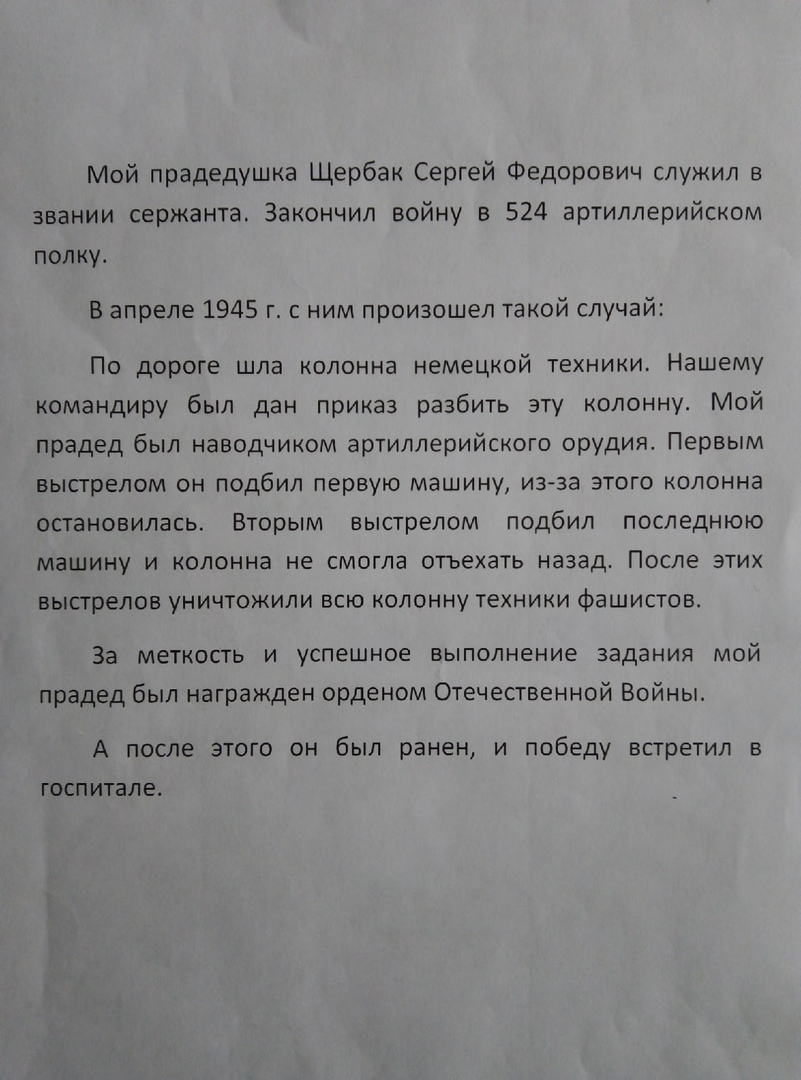 Мой прадедушка Щербак Сергей Федорович служил в
звании сержанта. Закончил войну в 524 артиллерийском
полку.
В апреле 1945 г. с ним произошел такой случай:
По дороге шла колонна немецкой техники. Нашему
командиру был дан приказ разбить эту колонну. Мой
прадед был наводчиком артиллерийского орудия. Первым
выстрелом он подбил первую машину, из-за этого колонна
остановилась. Вторым выстрелом подбил последнюю
машину и колонна не смогла отъехать назад. После этих
выстрелов уничтожили всю колонну техники фашистов.
За меткость и успешное выполнение задания мой
прадед был награжден орденом Отечественной Войны.
А после этого он был ранен, и победу встретил в
госпитале.